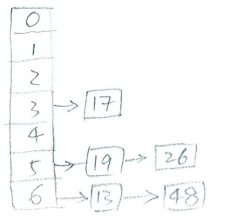 0
1
2
3 → 17
4
5 → 19 → 26
6 → 13 → 48